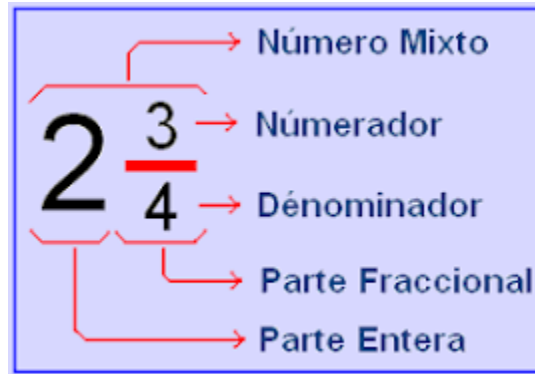 Número Mixto
2 3/4
Númerador
Dénominador
Parte Fraccional
Parte Entera